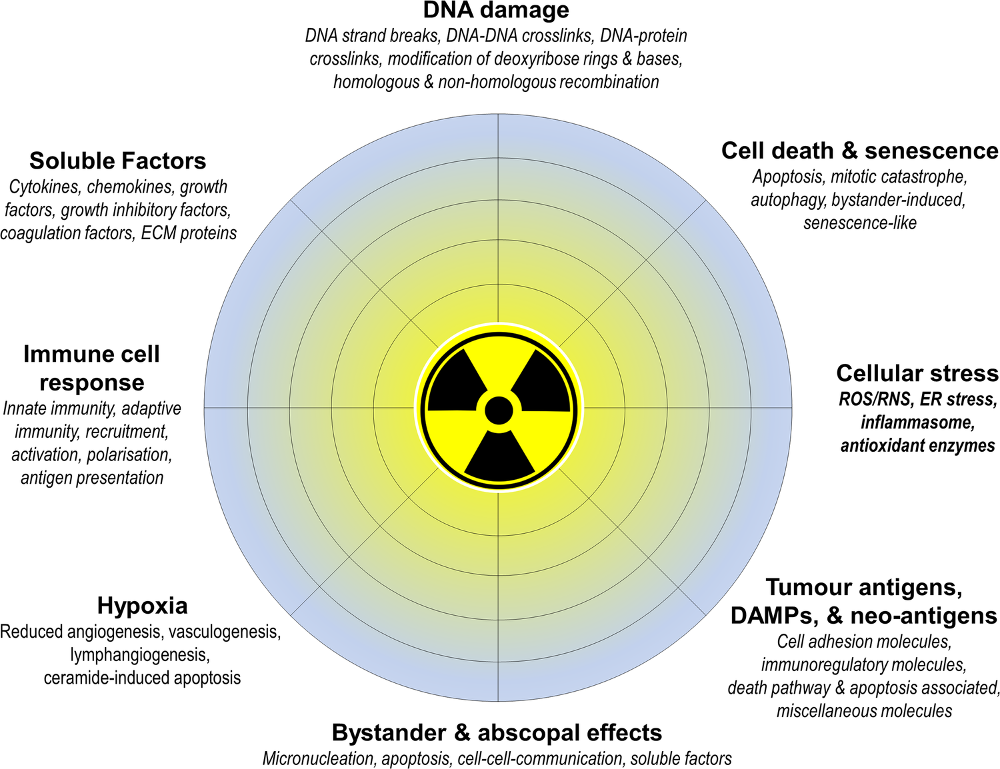 DNA damage
DNA strand breaks, DNA-DNA crosslinks, DNA-protein
crosslinks, modification of deoxyribose rings & bases,
homologous & non-homologous recombination
Cell death & senescence
Apoptosis, mitotic catastrophe,
autophagy, bystander-induced,
senescence-like
Cellular stress
ROS/RNS, ER stress,
inflammasome,
antioxidant enzymes
Tumour antigens,
DAMPs, & neo-antigens
Cell adhesion molecules,
immunoregulatory molecules,
death pathway & apoptosis associated,
miscellaneous molecules
Bystander & abscopal effects
Micronucleation, apoptosis, cell-cell-communication, soluble factors
Hypoxia
Reduced angiogenesis, vasculogenesis,
lymphangiogenesis,
ceramide-induced apoptosis
Immune cell
response
Innate immunity, adaptive
immunity, recruitment,
activation, polarisation,
antigen presentation
Soluble Factors
Cytokines, chemokines, growth
factors, growth inhibitory factors,
coagulation factors, ECM proteins